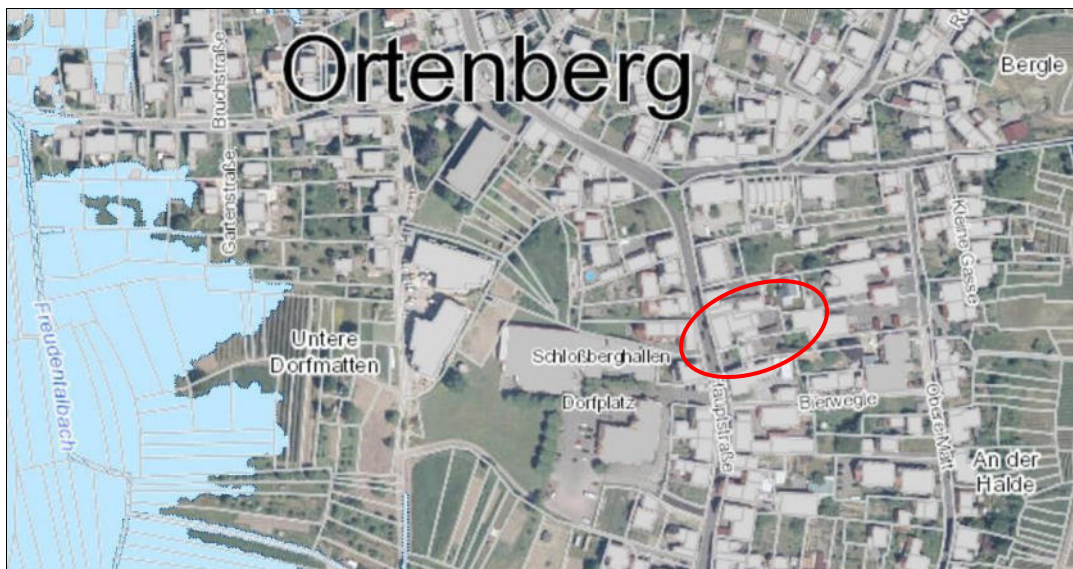 Ortenberg
Bergle
Bruchstraße
Gartenstraße
Kleine Gasse
Freudentalbach
Untere
Dorfmatten
Schloßberghallen
Dorfplatz
Hauptstraße
Bierwegle
obere Matt
An der
Halde